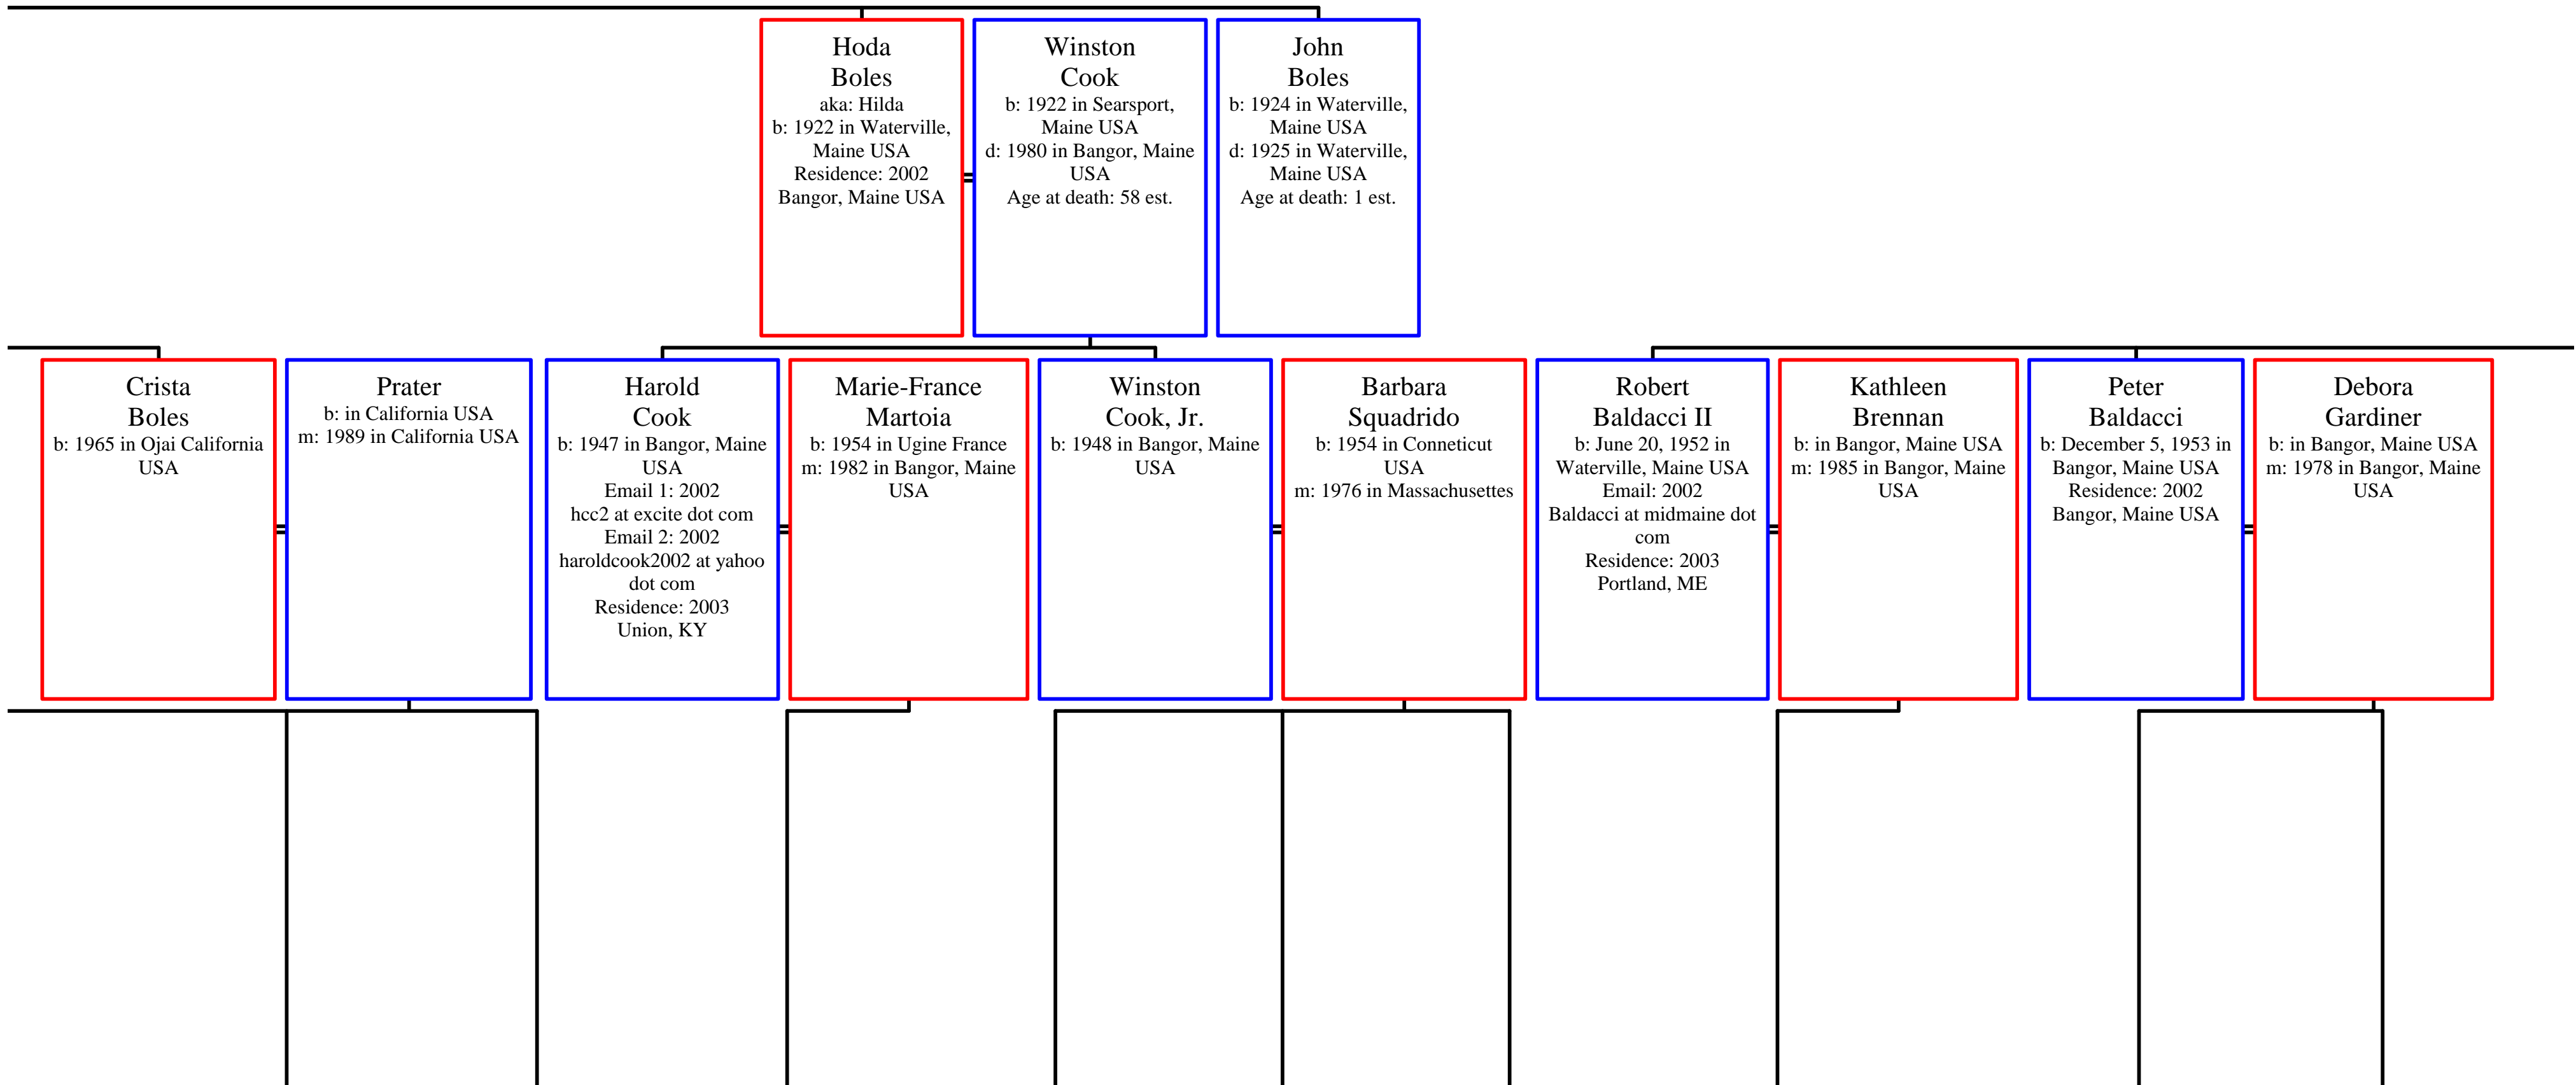 Hoda
Boles
aka: Hilda
b: 1922 in Waterville,
Maine USA
Residence: 2002
Bangor, Maine USA
Winston
Cook
b: 1922 in Searsport,
Maine USA
d: 1980 in Bangor, Maine
USA
Age at death: 58 est.
John
Boles
b: 1924 in Waterville,
Maine USA
d: 1925 in Waterville,
Maine USA
Age at death: 1 est.
Crista
Boles
b: 1965 in Ojai California
USA
Prater
b: in California USA
m: 1989 in California USA
Harold
Cook
b: 1947 in Bangor, Maine
USA
Email 1: 2002
hcc2 at excite dot com
Email 2: 2002
haroldcook2002 at yahoo
dot com
Residence: 2003
Union, KY
Marie-France
Martoia
b: 1954 in Ugine France
m: 1982 in Bangor, Maine
USA
Winston
Cook, Jr.
b: 1948 in Bangor, Maine
USA
Barbara
Squadrido
b: 1954 in Conneticut
USA
m: 1976 in Massachusettes
Robert
Baldacci II
b: June 20, 1952 in
Waterville, Maine USA
Email: 2002
Baldacci at midmaine dot
com
Residence: 2003
Portland, ME
Kathleen
Brennan
b: in Bangor, Maine USA
m: 1985 in Bangor, Maine
USA
Peter
Baldacci
b: December 5, 1953 in
Bangor, Maine USA
Residence: 2002
Bangor, Maine USA
Debora
Gardiner
b: in Bangor, Maine USA
m: 1978 in Bangor, Maine
USA